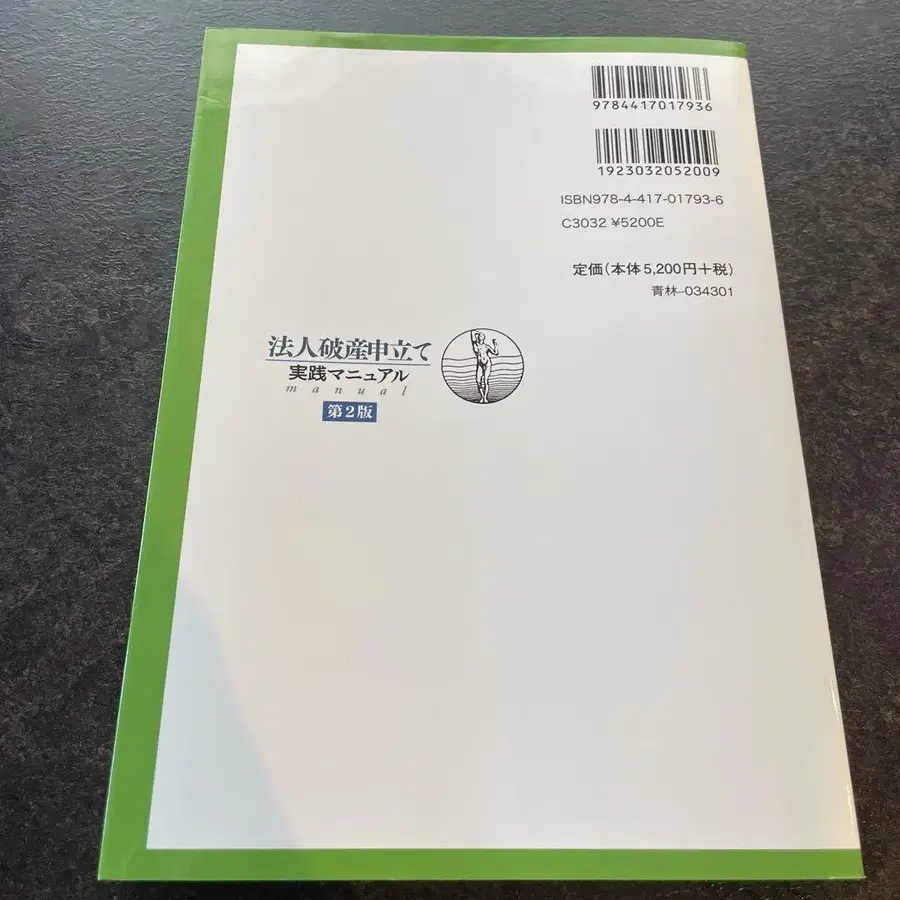 9784417017936
1923032052009
ISBN978-4-417-01793-6
C3032 ¥5200E
定価(本体5,200円+税)
青林-034301
法人破産申立て
実践マニュアル
manual
第2版